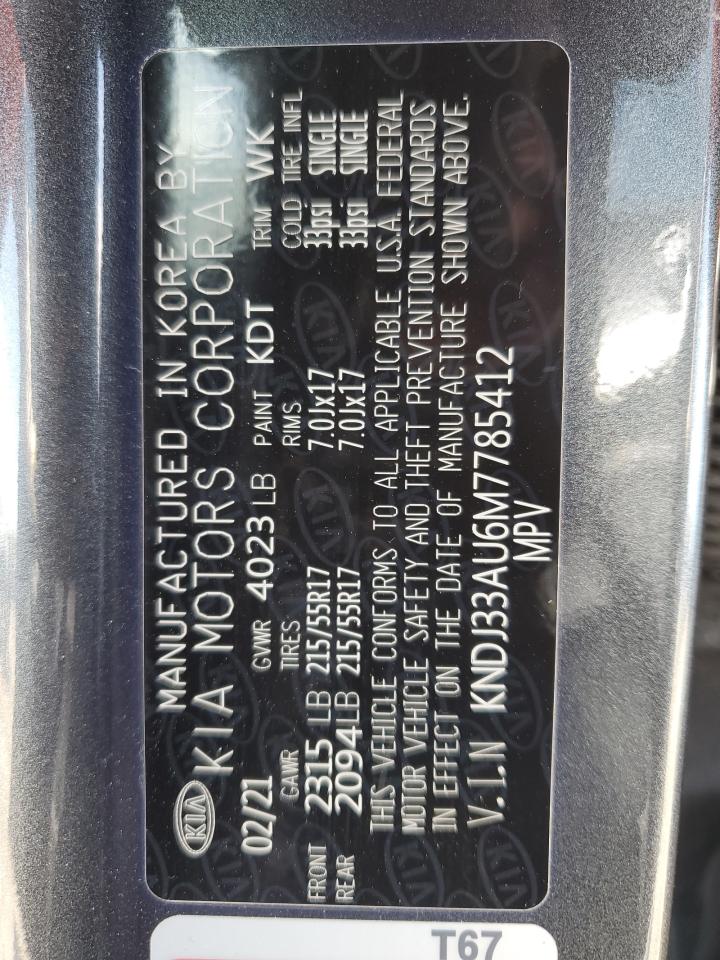 KIA MANUFACTURED IN KOREA BY
KIA MOTORS CORPORATION
02/21 GVWR 4023 LB PAINT KDT TRIM WK
GAWR TIRES RIMS COLD TIRE INFL
FRONT 2315 LB 215/55R17 7.0Jx17 33psi SINGLE
REAR 2094 LB 215/55R17 7.0Jx17 33psi SINGLE
THIS VEHICLE CONFORMS TO ALL APPLICABLE U.S.A. FEDERAL
MOTOR VEHICLE SAFETY AND THEFT PREVENTION STANDARDS
IN EFFECT ON THE DATE OF MANUFACTURE SHOWN ABOVE.
V.I.N KNDJ33AU6M7785412
MPV
T67